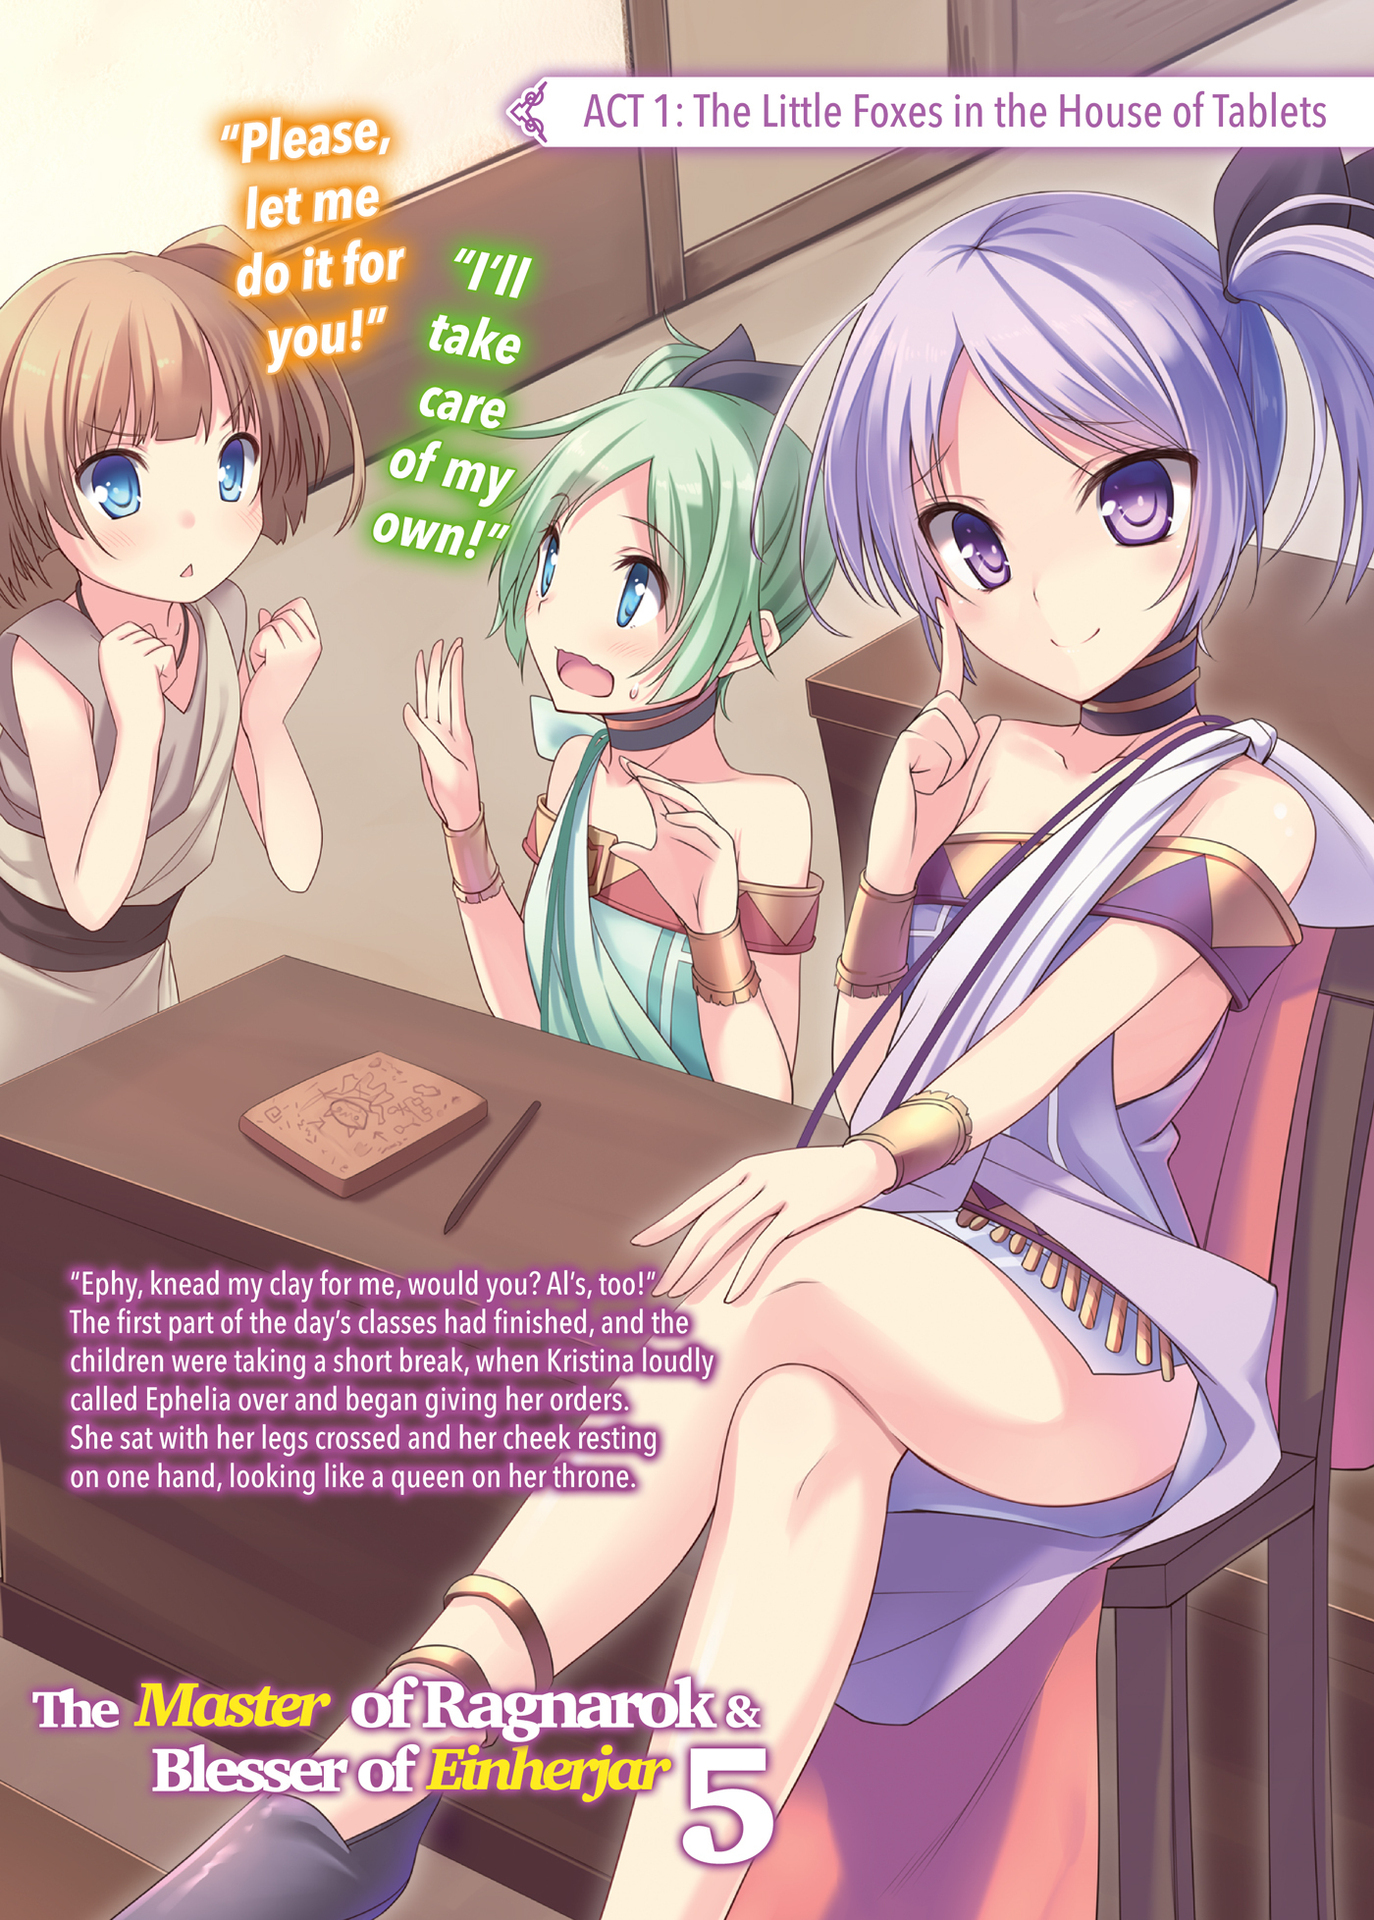 ACT 1: The Little Foxes in the House of Tablets
"Please,
let me
do it for
you!"
"I'll
take
care
of my
own!"
"Ephy, knead my clay for me, would you? Al's, too!"
The first part of the day's classes had finished, and the
children were taking a short break, when Kristina loudly
called Ephelia over and began giving her orders.
She sat with her legs crossed and her cheek resting
on one hand, looking like a queen on her throne.
The Master of Ragnarok &
Blesser of Einherjar 5